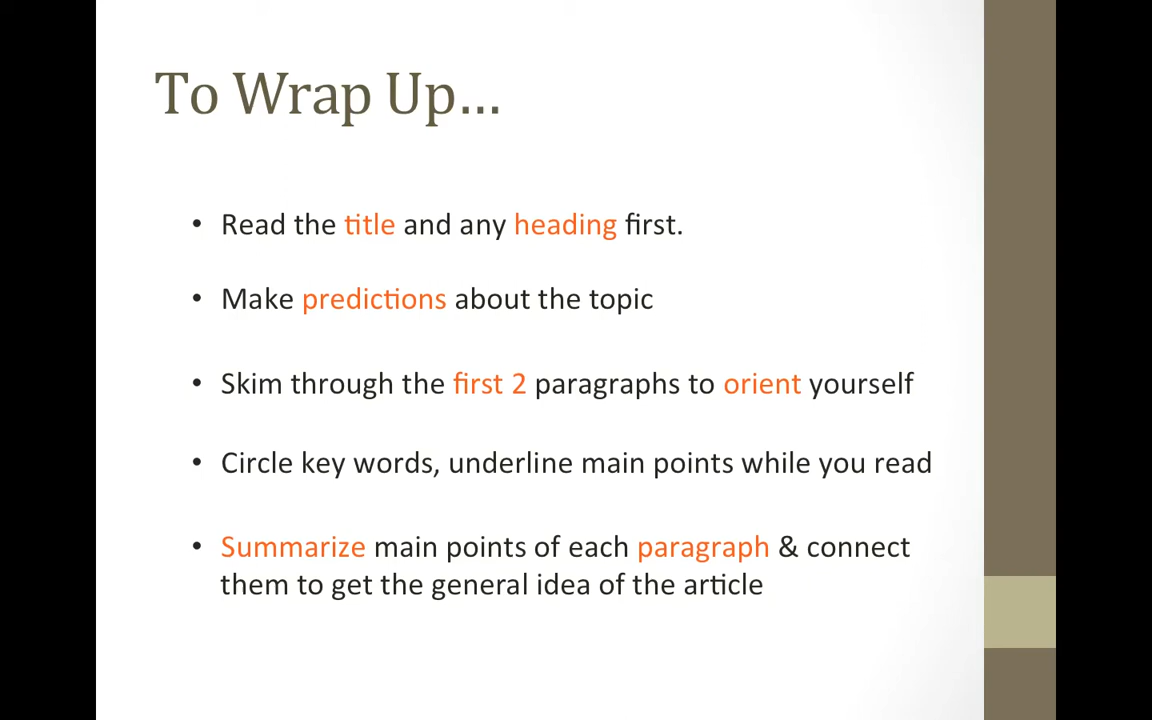 To Wrap Up...
• Read the title and any heading first.
• Make predictions about the topic
• Skim through the first 2 paragraphs to orient yourself
• Circle key words, underline main points while you read
• Summarize main points of each paragraph & connect
them to get the general idea of the article